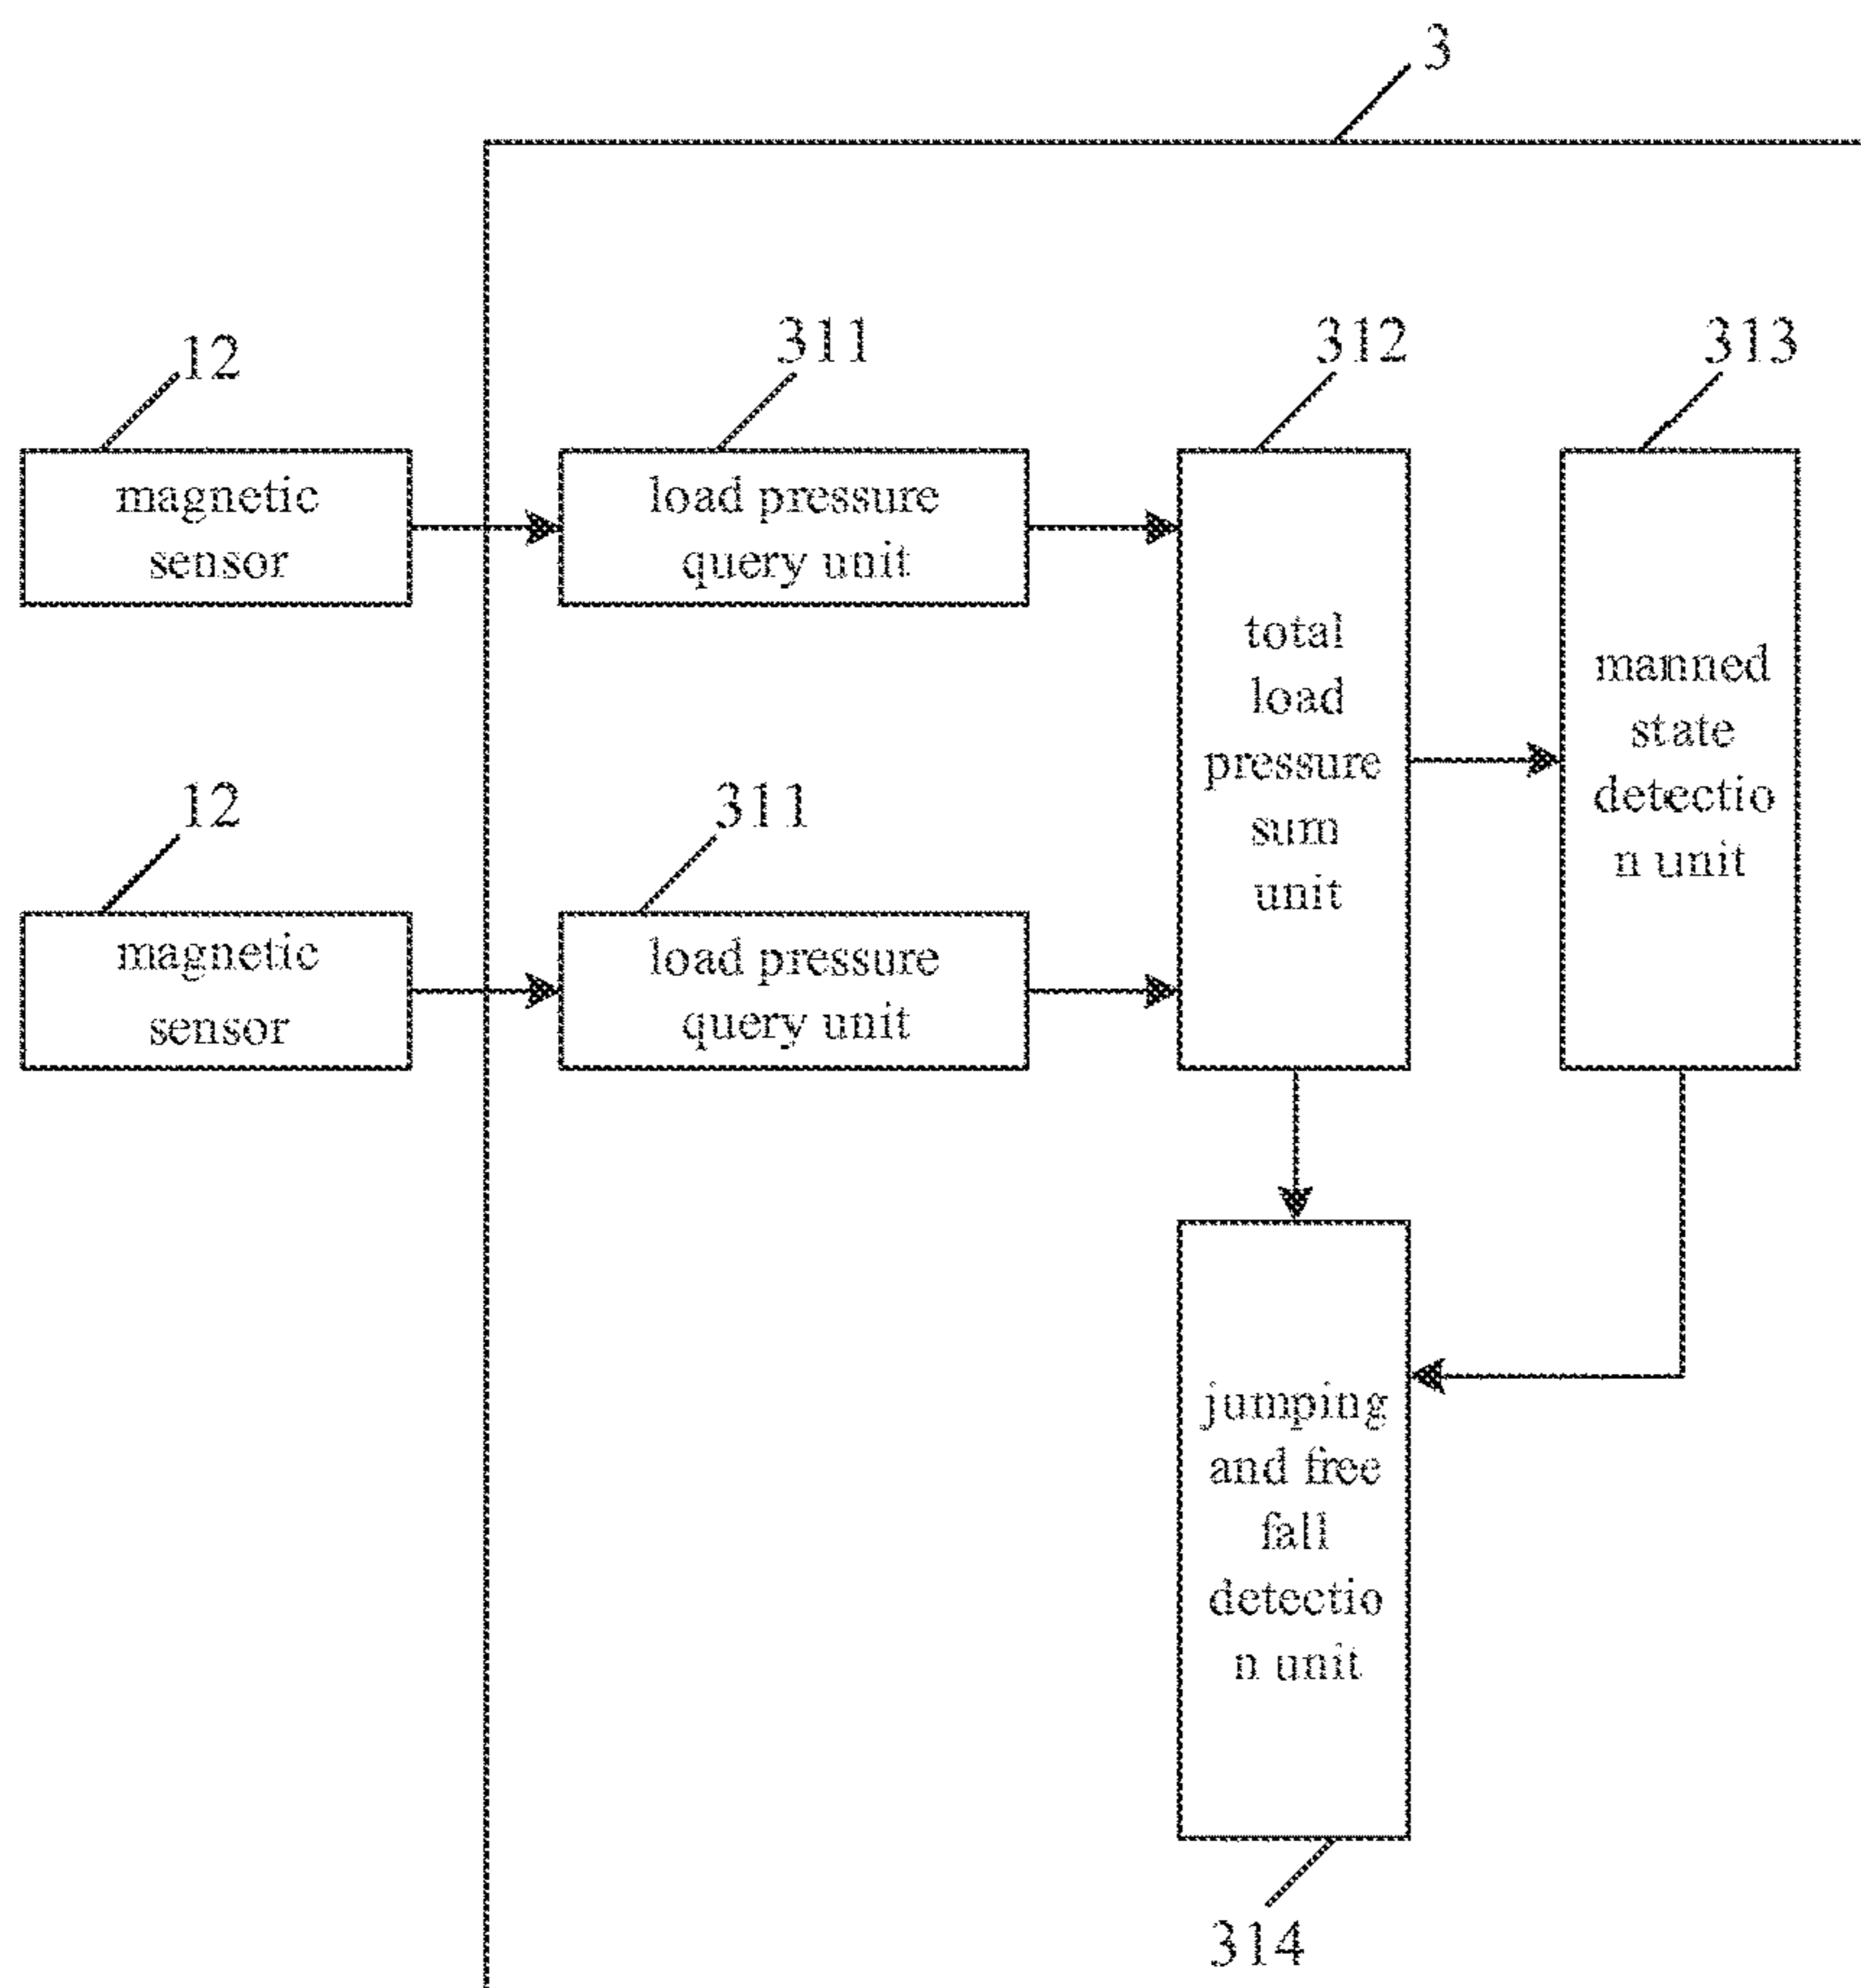 3
12
311
312
313
magnetic
sensor
load pressure
query unit
total
load
pressure
sum
unit
manned
state
detectio
n unit
12
311
magnetic
sensor
load pressure
query unit
jumping
and free
fall
detectio
n unit
314